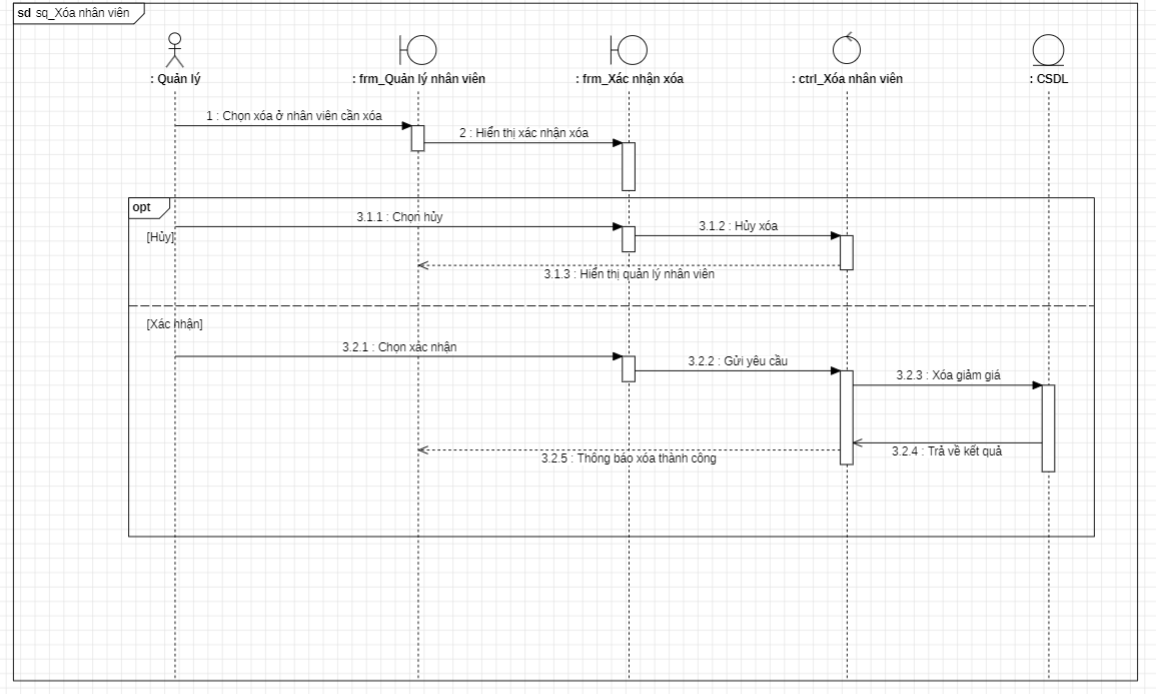 sd sq_Xóa nhân viên
: Quản lý
: frm_Quản lý nhân viên
: frm_Xác nhận xóa
: ctrl_Xóa nhân viên
: CSDL
1 : Chọn xóa ở nhân viên cần xóa
2 : Hiển thị xác nhận xóa
opt
[Hủy]
3.1.1 : Chọn hủy
3.1.2 : Hủy xóa
3.1.3 : Hiển thị quản lý nhân viên
[Xác nhận]
3.2.1 : Chọn xác nhận
3.2.2 : Gửi yêu cầu
3.2.3 : Xóa giảm giá
3.2.4 : Trả về kết quả
3.2.5 : Thông báo xóa thành công